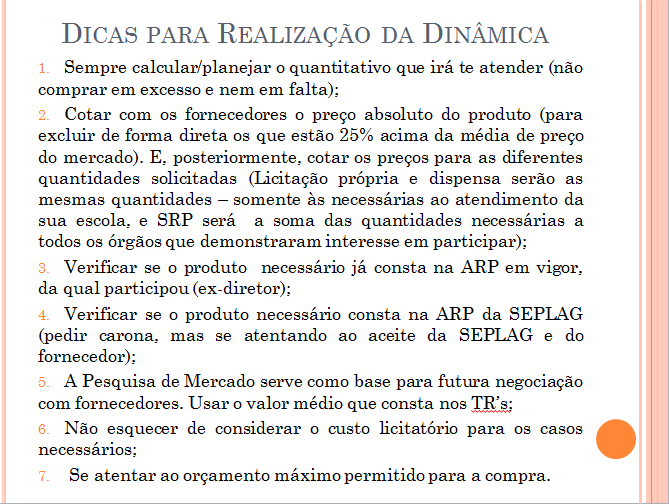 DICAS PARA REALIZAÇÃO DA DINÂMICA
1. Sempre calcular/planejar o quantitativo que irá te atender (não
comprar em excesso e nem em falta);
2. Cotar com os fornecedores o preço absoluto do produto (para
excluir de forma direta os que estão 25% acima da média de preço
do mercado). E, posteriormente, cotar os preços para as diferentes
quantidades solicitadas (Licitação própria e dispensa serão as
mesmas quantidades – somente às necessárias ao atendimento da
sua escola, e SRP será a soma das quantidades necessárias a
todos os órgãos que demonstraram interesse em participar);
3. Verificar se o produto necessário já consta na ARP em vigor,
da qual participou (ex-diretor);
4. Verificar se o produto necessário consta na ARP da SEPLAG
(pedir carona, mas se atentando ao aceite da SEPLAG e do
fornecedor);
5. A Pesquisa de Mercado serve como base para futura negociação
com fornecedores. Usar o valor médio que consta nos TR's;
6. Não esquecer de considerar o custo licitatório para os casos
necessários;
7. Se atentar ao orçamento máximo permitido para a compra.